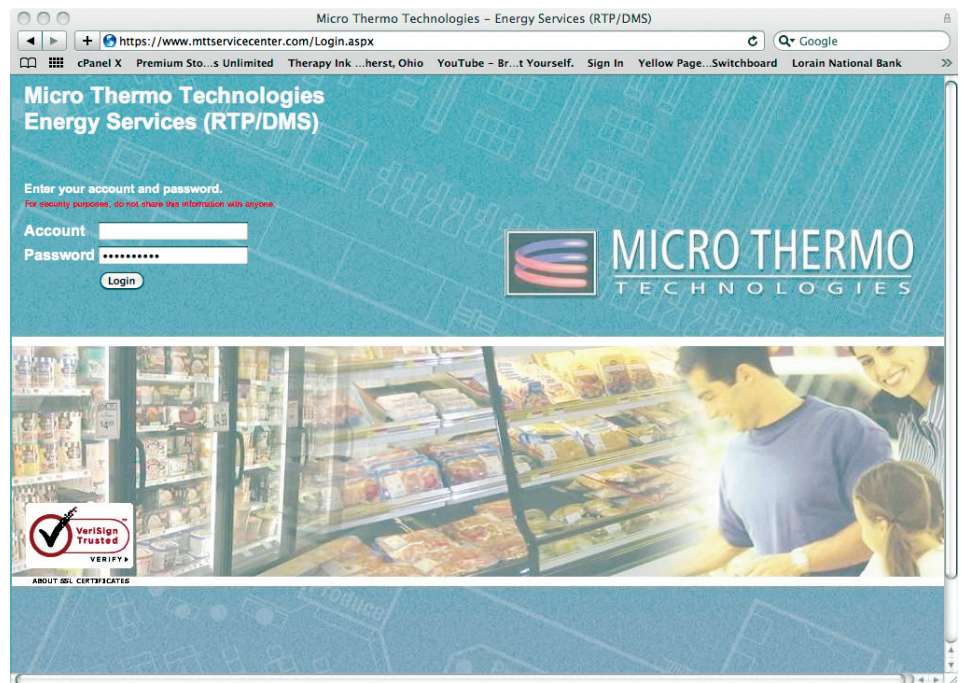 Micro Thermo Technologies – Energy Services (RTP/DMS)
https://www.mttservicecenter.com/Login.aspx
Google
cPanel X Premium Sto...s Unlimited Therapy Ink ...herst, Ohio YouTube – Br...t Yourself. Sign In Yellow Page...Switchboard Lorain National Bank
Micro Thermo Technologies
Energy Services (RTP/DMS)
Enter your account and password.
For security purposes, do not share this information with anyone.
Account
Password ••••••••••
Login
MICRO THERMO
TECHNOLOGIES
VeriSign
Trusted
VERIFY
ABOUT SSL CERTIFICATES
Produce